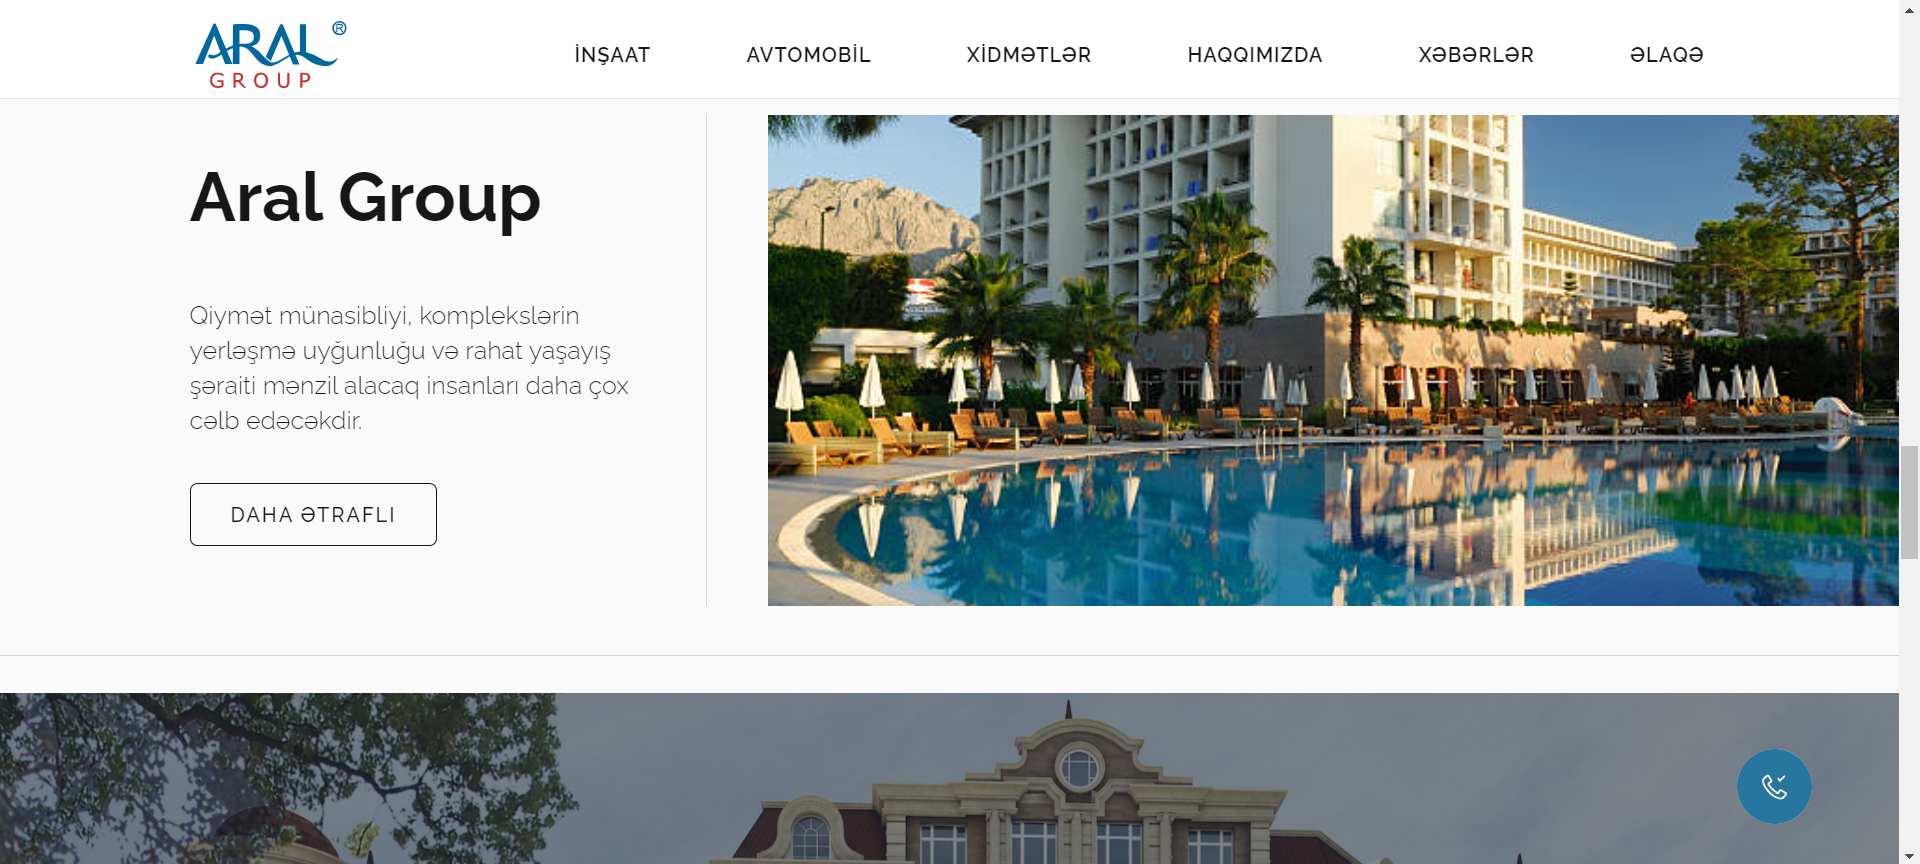 ARAL ®
GROUP
İNŞAAT
AVTOMOBİL
XİDMƏTLƏR
HAQQIMIZDA
XƏBƏRLƏR
ƏLAQƏ
Aral Group
Qiymət münasibliyi, komplekslərin
yerləşmə uyğunluğu və rahat yaşayış
şəraiti mənzil alacaq insanları daha çox
cəlb edəcəkdir.
DAHA ƏTRAFLI